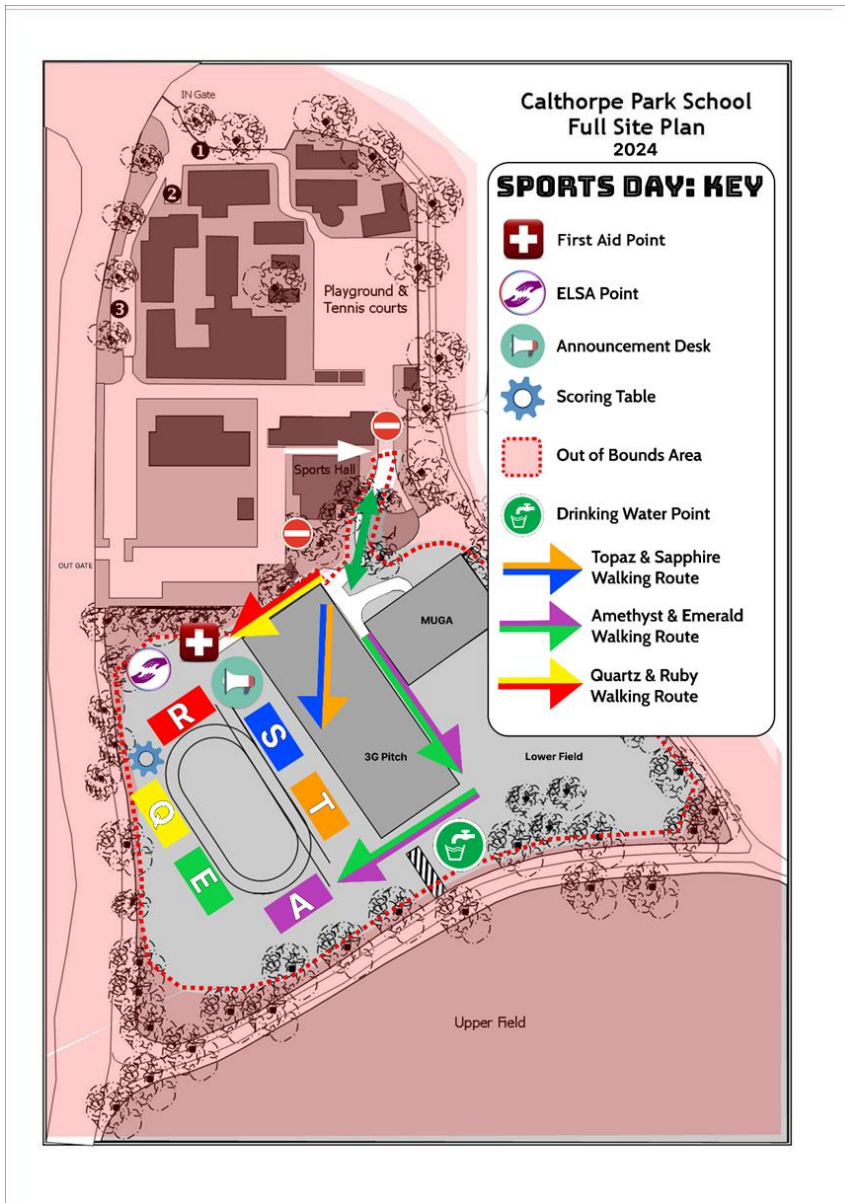 Calthorpe Park School
Full Site Plan
2024
SPORTS DAY: KEY
First Aid Point
ELSA Point
Announcement Desk
Scoring Table
Out of Bounds Area
Drinking Water Point
Topaz & Sapphire
Walking Route
Amethyst & Emerald
Walking Route
Quartz & Ruby
Walking Route
IN Gate
1
2
3
Playground &
Tennis courts
Sports Hall
OUT GATE
MUGA
3G Pitch
Lower Field
R
S
Q
T
E
A
Upper Field